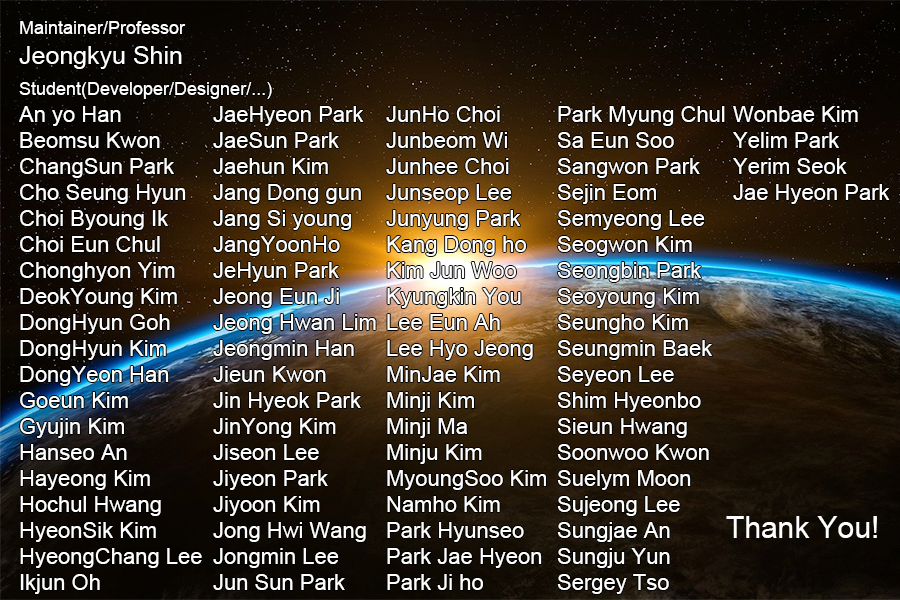 Maintainer/Professor
Jeongkyu Shin
Student(Developer/Designer/...)
An yo Han
Beomsu Kwon
ChangSun Park
Cho Seung Hyun
Choi Byoung Ik
Choi Eun Chul
Chonghyon Yim
DeokYoung Kim
DongHyun Goh
DongHyun Kim
DongYeon Han
Goeun Kim
Gyujin Kim
Hanseo An
Hayeong Kim
Hochul Hwang
HyeonSik Kim
HyeongChang Lee
Ikjun Oh
JaeHyeon Park
JaeSun Park
Jaehun Kim
Jang Dong gun
Jang Si young
JangYoonHo
JeHyun Park
Jeong Eun Ji
Jeong Hwan Lim
Jeongmin Han
Jieun Kwon
Jin Hyeok Park
JinYong Kim
Jiseon Lee
Jiyeon Park
Jiyoon Kim
Jong Hwi Wang
Jongmin Lee
Jun Sun Park
JunHo Choi
Junbeom Wi
Junhee Choi
Junseop Lee
Junyung Park
Kang Dong ho
Kim Jun Woo
Kyungkin You
Lee Eun Ah
Lee Hyo Jeong
MinJae Kim
Minji Kim
Minji Ma
Minju Kim
MyoungSoo Kim
Namho Kim
Park Hyunseo
Park Jae Hyeon
Park Ji ho
Park Myung Chul
Sa Eun Soo
Sangwon Park
Sejin Eom
Semyeong Lee
Seogwon Kim
Seongbin Park
Seoyoung Kim
Seungho Kim
Seungmin Baek
Seyeon Lee
Shim Hyeonbo
Sieun Hwang
Soonwoo Kwon
Suelym Moon
Sujeong Lee
Sungjae An
Sungju Yun
Sergey Tso
Wonbae Kim
Yelim Park
Yerim Seok
Jae Hyeon Park
Thank You!